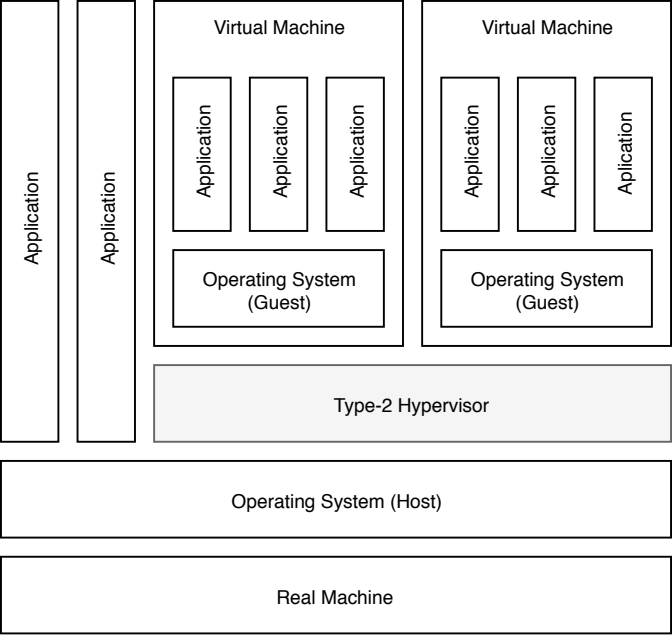 Application
Application
Virtual Machine
Application
Application
Application
Operating System
(Guest)
Virtual Machine
Application
Application
Aplication
Operating System
(Guest)
Type-2 Hypervisor
Operating System (Host)
Real Machine